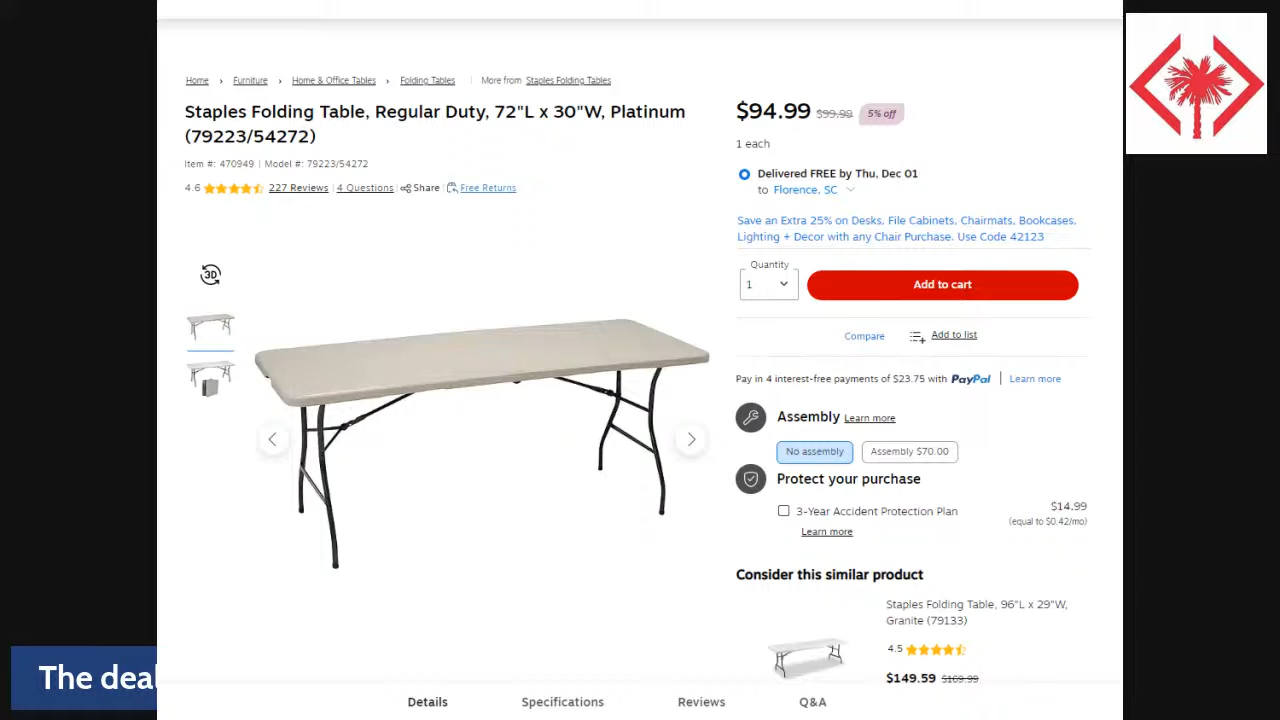 Home › Furniture › Home & Office Tables › Folding Tables | More from Staples Folding Tables
Staples Folding Table, Regular Duty, 72"L x 30"W, Platinum
(79223/54272)
Item #: 470949 | Model #: 79223/54272
4.6 227 Reviews | 4 Questions | Share | Free Returns
3D
$94.99 $99.99 5% off
1 each
Delivered FREE by Thu, Dec 01
to Florence, SC
Save an Extra 25% on Desks, File Cabinets, Chairmats, Bookcases,
Lighting + Decor with any Chair Purchase. Use Code 42123
Quantity
1
Add to cart
Compare
Add to list
Pay in 4 interest-free payments of $23.75 with PayPal | Learn more
Assembly Learn more
No assembly
Assembly $70.00
Protect your purchase
3-Year Accident Protection Plan
$14.99
(equal to $0.42/mo)
Learn more
Consider this similar product
Staples Folding Table, 96"L x 29"W,
Granite (79133)
4.5
$149.59 $169.99
The deal
Details Specifications Reviews Q&A